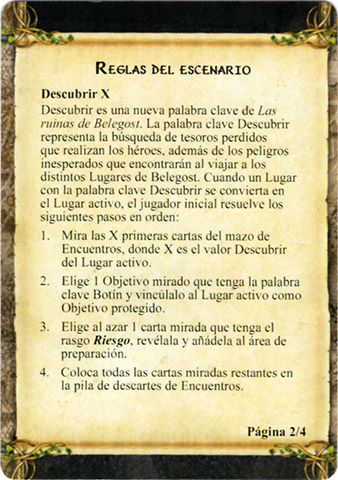 Reglas del escenario
Descubrir X
Descubrir es una nueva palabra clave de Las
ruinas de Belegost. La palabra clave Descubrir
representa la búsqueda de tesoros perdidos
que realizan los héroes, además de los peligros
inesperados que encontrarán al viajar a los
distintos Lugares de Belegost. Cuando un Lugar
con la palabra clave Descubrir se convierta en
el Lugar activo, el jugador inicial resuelve los
siguientes pasos en orden:
1. Mira las X primeras cartas del mazo de
Encuentros, donde X es el valor Descubrir
del Lugar activo.
2. Elige 1 Objetivo mirado que tenga la palabra
clave Botín y vincúlalo al Lugar activo como
Objetivo protegido.
3. Elige al azar 1 carta mirada que tenga el
rasgo Riesgo, revélala y añádela al área de
preparación.
4. Coloca todas las cartas miradas restantes en
la pila de descartes de Encuentros.
Página 2/4